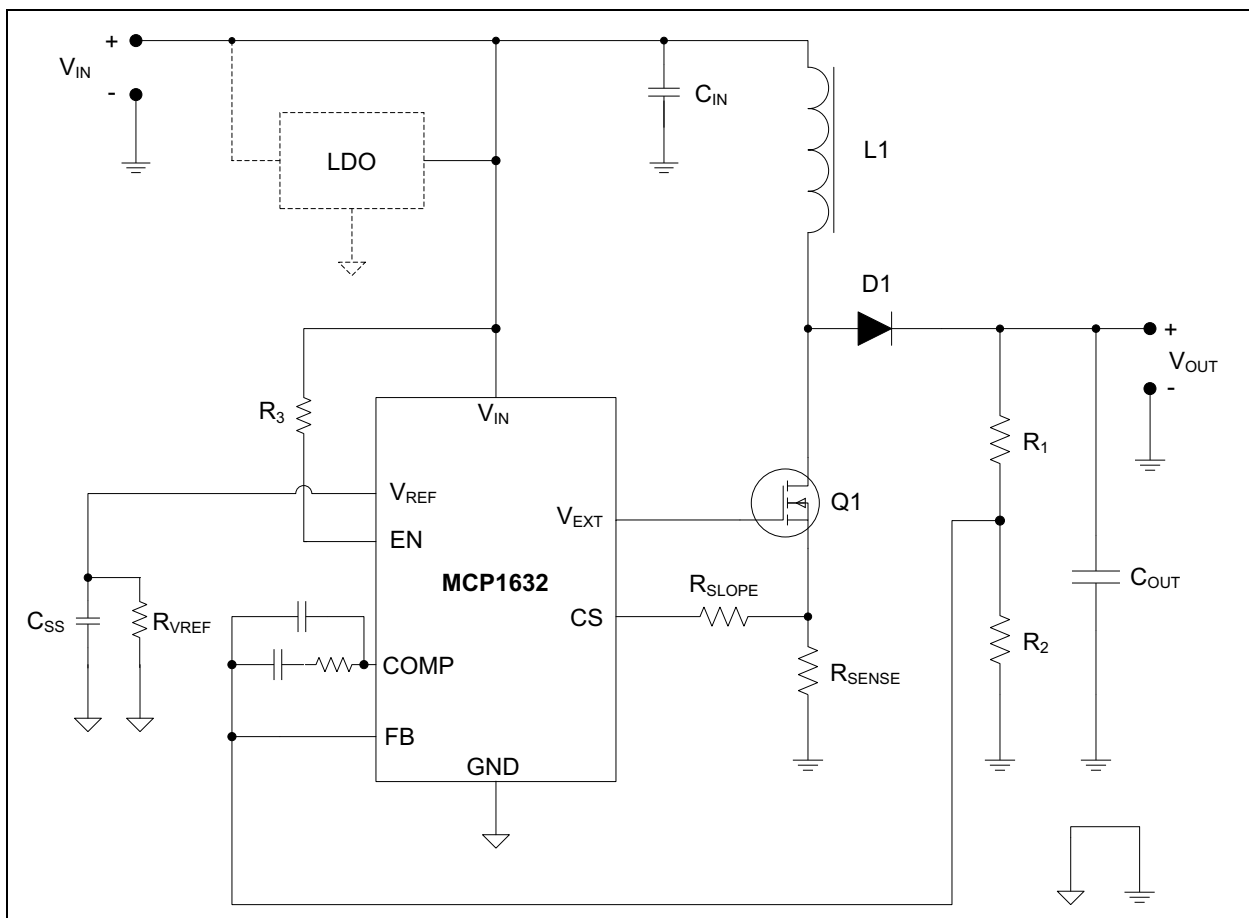 +
V_IN
-
LDO
C_IN
L1
D1
+
V_OUT
-
R_3
V_IN
R_1
V_REF
V_EXT
Q1
EN
MCP1632
R_SLOPE
C_OUT
C_SS
R_VREF
CS
R_2
COMP
R_SENSE
FB
GND